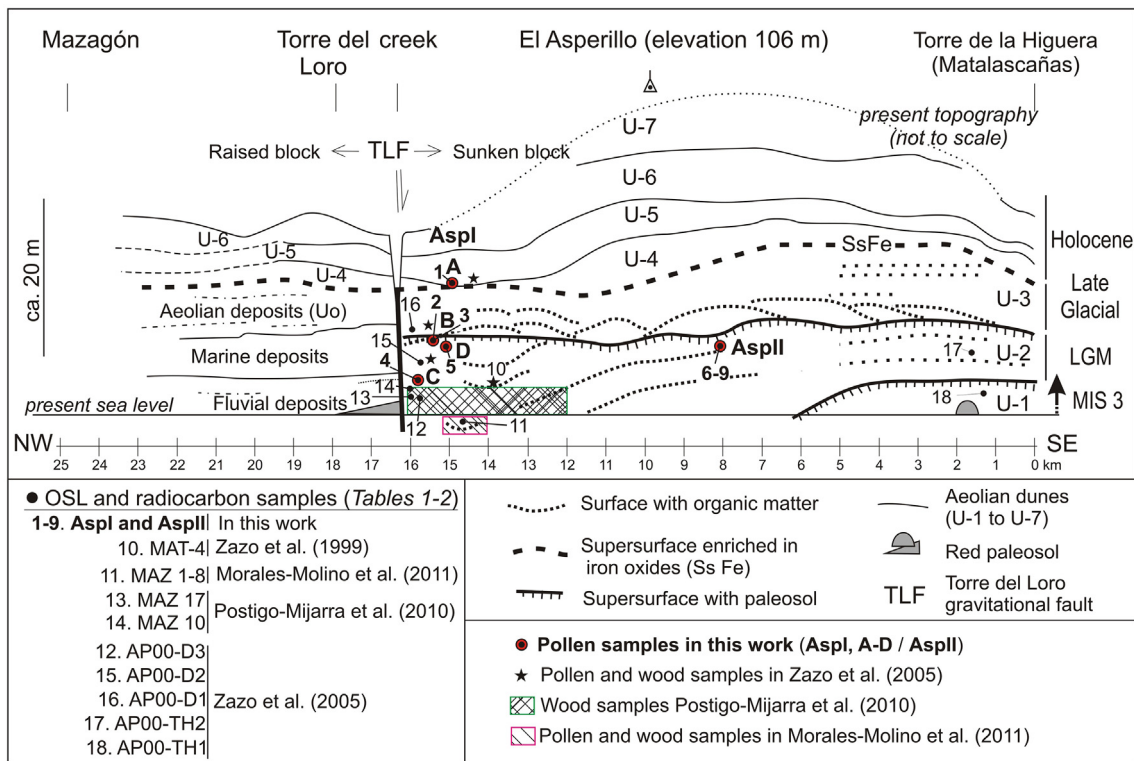 Mazagón
Torre del creek
Loro
El Asperillo (elevation 106 m)
Torre de la Higuera
(Matalascañas)
present topography
(not to scale)
U-7
Raised block
TLF
Sunken block
U-6
U-5
U-6
U-5
U-4
AspI
U-4
SsFe
Holocene
ca. 20 m
1
A
Late
Glacial
U-3
Aeolian deposits (Uo)
16
2
B
3
15
D
5
AspII
6-9
17
U-2
LGM
Marine deposits
4
C
10
14
13
12
11
18
U-1
MIS 3
present sea level
Fluvial deposits
NW
SE
25 24 23 22 21 20 19 18 17 16 15 14 13 12 11 10 9 8 7 6 5 4 3 2 1 0 km
OSL and radiocarbon samples (Tables 1-2)
1-9. AspI and AspII In this work
10. MAT-4 Zazo et al. (1999)
11. MAZ 1-8 Morales-Molino et al. (2011)
13. MAZ 17
14. MAZ 10
Postigo-Mijarra et al. (2010)
12. AP00-D3
15. AP00-D2
16. AP00-D1 Zazo et al. (2005)
17. AP00-TH2
18. AP00-TH1
Surface with organic matter
Supersurface enriched in
iron oxides (Ss Fe)
Supersurface with paleosol
Aeolian dunes
(U-1 to U-7)
Red paleosol
TLF Torre del Loro
gravitational fault
Pollen samples in this work (AspI, A-D / AspII)
Pollen and wood samples in Zazo et al. (2005)
Wood samples Postigo-Mijarra et al. (2010)
Pollen and wood samples in Morales-Molino et al. (2011)